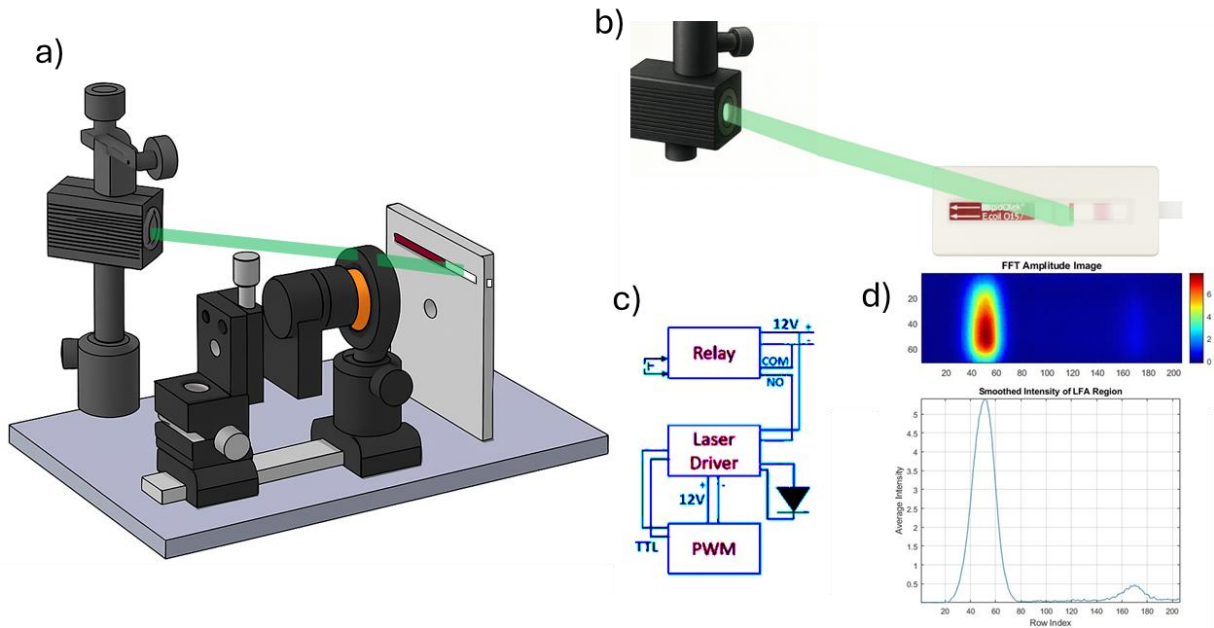 a)
b)
E.coil O157
c)
12V
+
-
Relay
COM
NO
Laser
Driver
12V
+
-
TTL
PWM
d)
FFT Amplitude Image
20
40
60
20 40 60 80 100 120 140 160 180 200
6
4
2
0
Smoothed Intensity of LFA Region
5
4.5
4
3.5
3
2.5
2
1.5
1
0.5
Average Intensity
20 40 60 80 100 120 140 160 180 200
Row Index